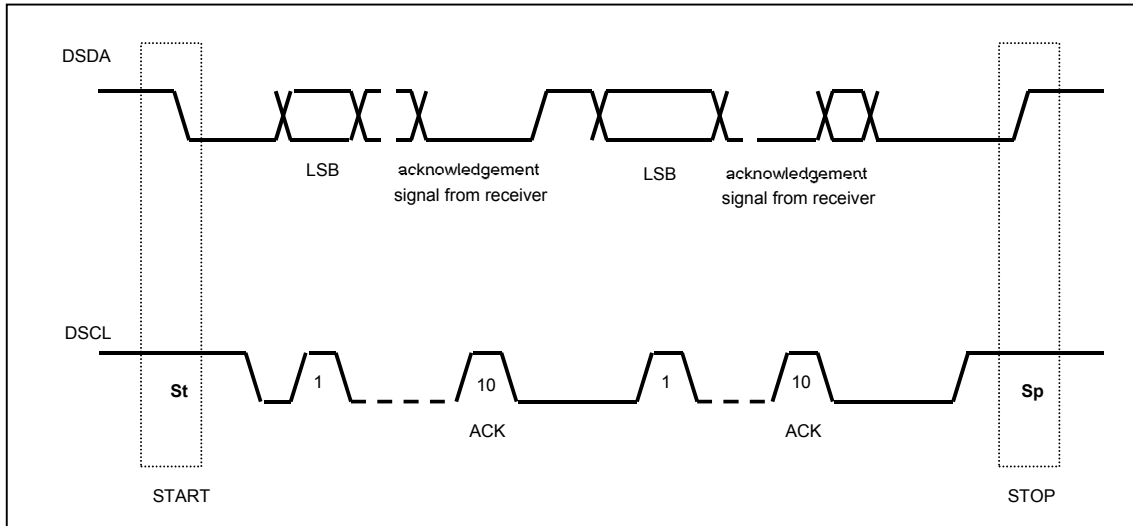 DSDA
LSB
acknowledgement
signal from receiver
LSB
acknowledgement
signal from receiver
DSCL
St
1
10
1
10
Sp
ACK
ACK
START
STOP